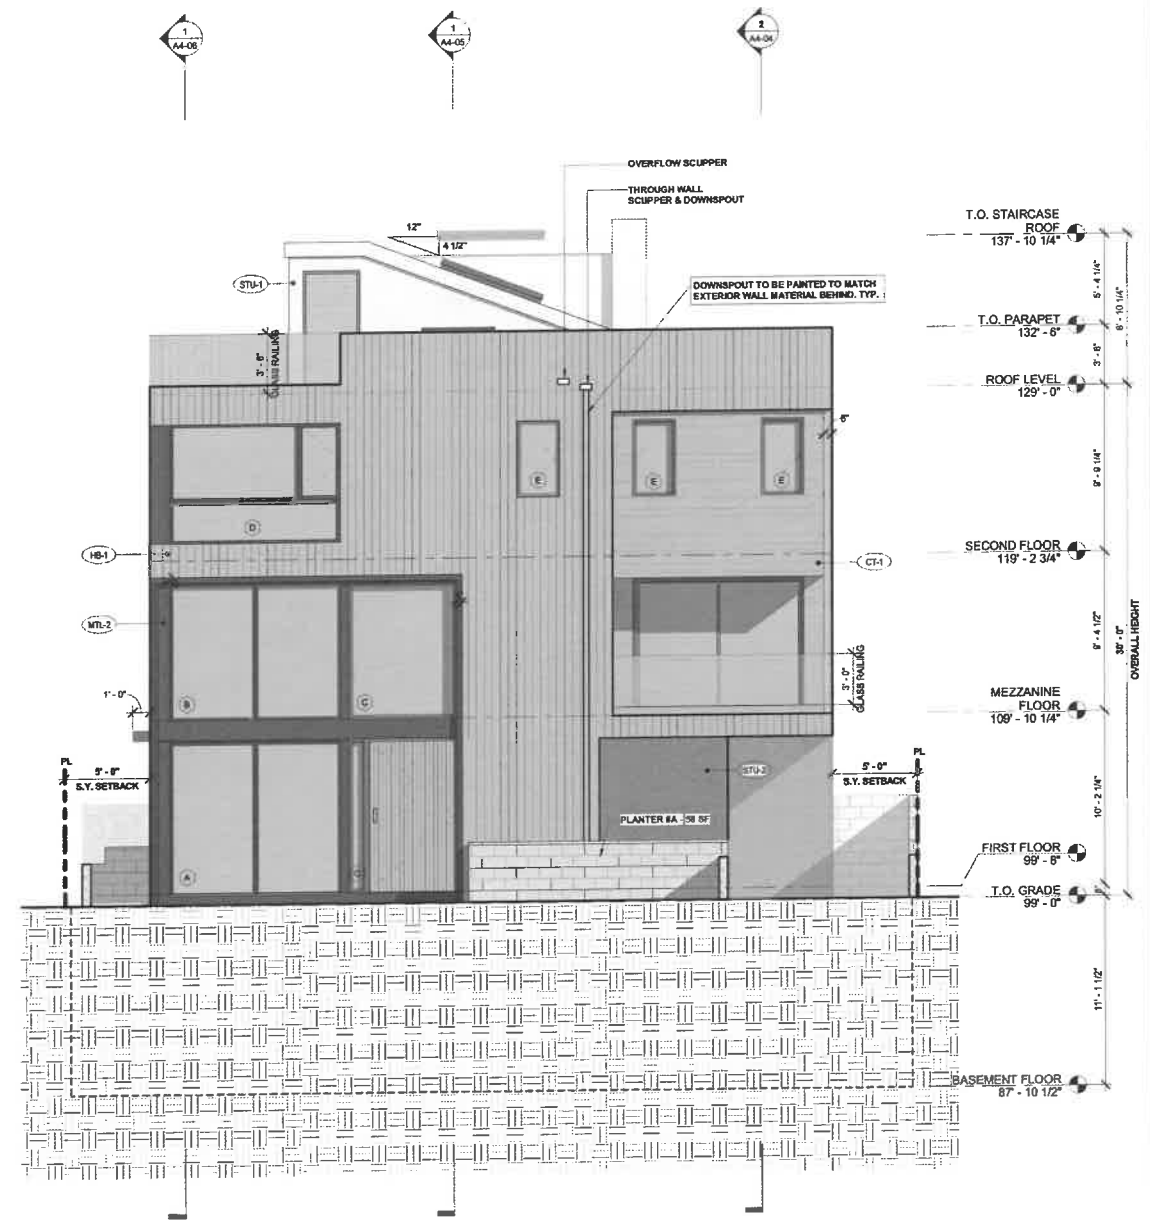 1
A4-06
1
A4-05
2
A4-04
OVERFLOW SCUPPER
THROUGH WALL
SCUPPER & DOWNSPOUT
T.O. STAIRCASE
ROOF
137' - 10 1/4"
12"
4 1/2"
STU-1
DOWNSPOUT TO BE PAINTED TO MATCH
EXTERIOR WALL MATERIAL BEHIND. TYP.
5' - 4 1/4"
8' - 10 1/4"
T.O. PARAPET
132' - 6"
3' - 6"
GLASS RAILING
3' - 6"
ROOF LEVEL
129' - 0"
6"
E
E
E
9' - 9 1/4"
D
HB-1
SECOND FLOOR
119' - 2 3/4"
CT-1
MTL-2
9' - 4 1/2"
30' - 0"
OVERALL HEIGHT
3' - 0"
GLASS RAILING
1' - 0"
B
C
MEZZANINE
FLOOR
109' - 10 1/4"
PL
5' - 0"
S.Y. SETBACK
STU-3
PL
5' - 0"
S.Y. SETBACK
10' - 2 1/4"
PLANTER #A - 58 SF
FIRST FLOOR
99' - 8"
A
8"
T.O. GRADE
99' - 0"
11' - 1 1/2"
BASEMENT FLOOR
87' - 10 1/2"